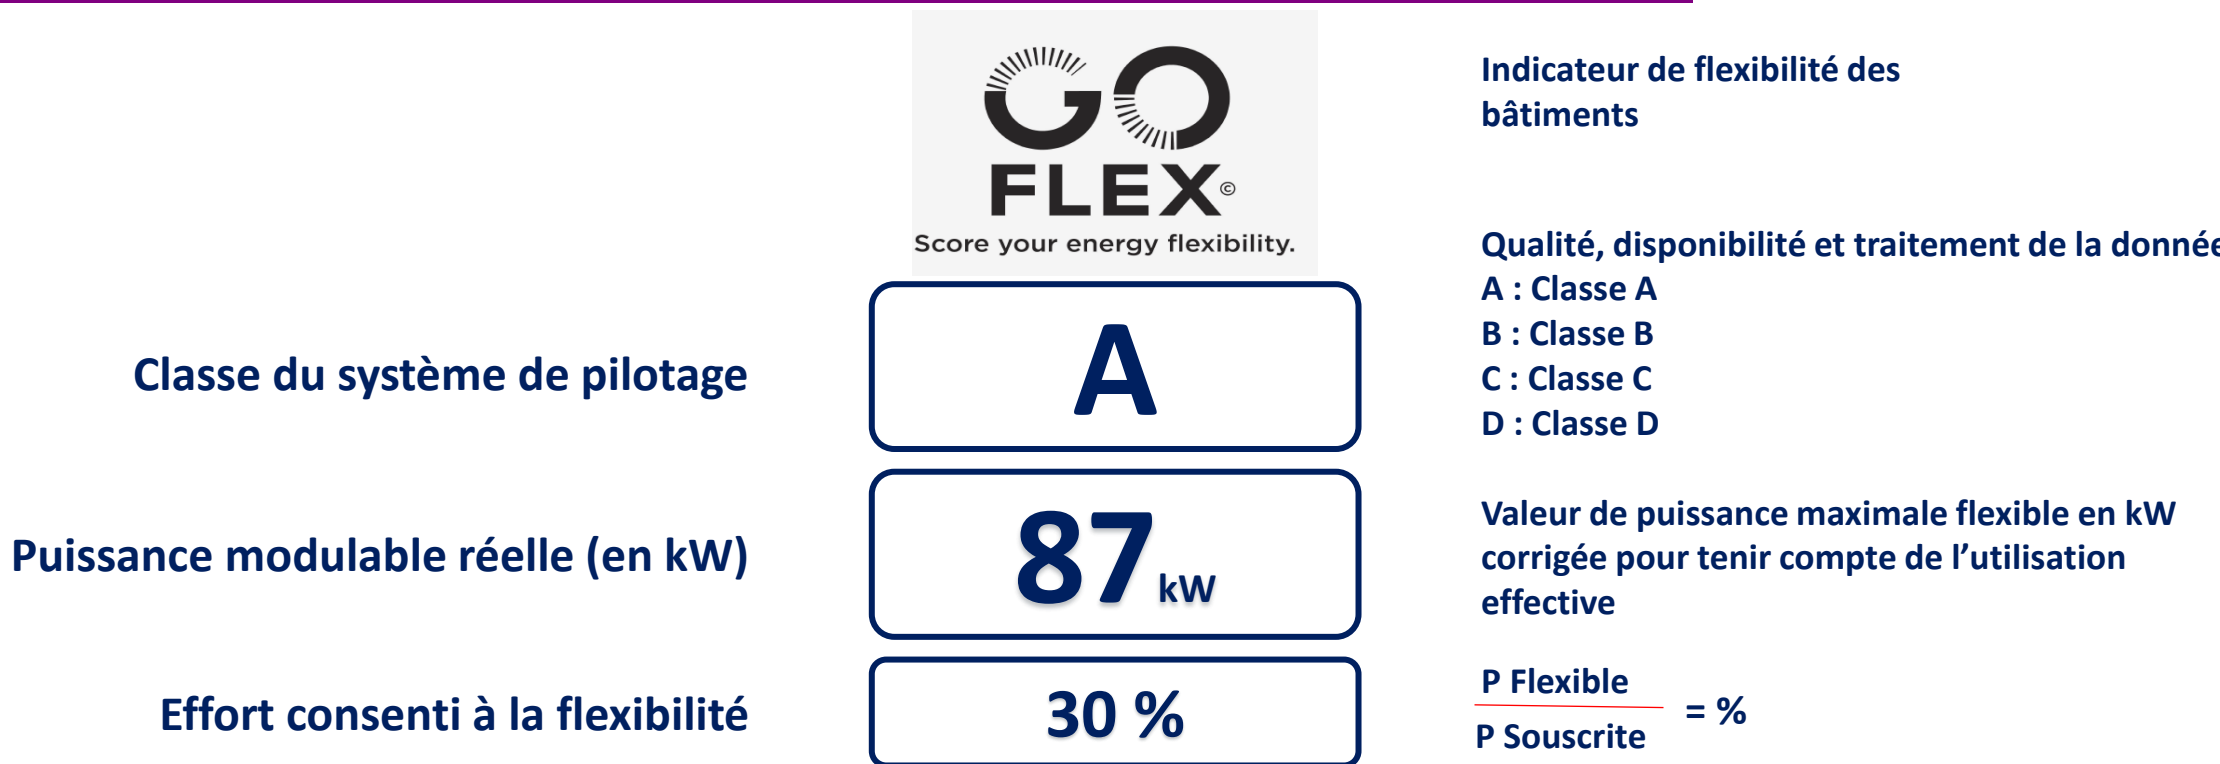 GO
FLEX©
Score your energy flexibility.
Indicateur de flexibilité des
bâtiments
Qualité, disponibilité et traitement de la donnée
A : Classe A
B : Classe B
C : Classe C
D : Classe D
Classe du système de pilotage
A
Puissance modulable réelle (en kW)
87 kW
Valeur de puissance maximale flexible en kW
corrigée pour tenir compte de l’utilisation
effective
Effort consenti à la flexibilité
30 %
P Flexible
P Souscrite
= %